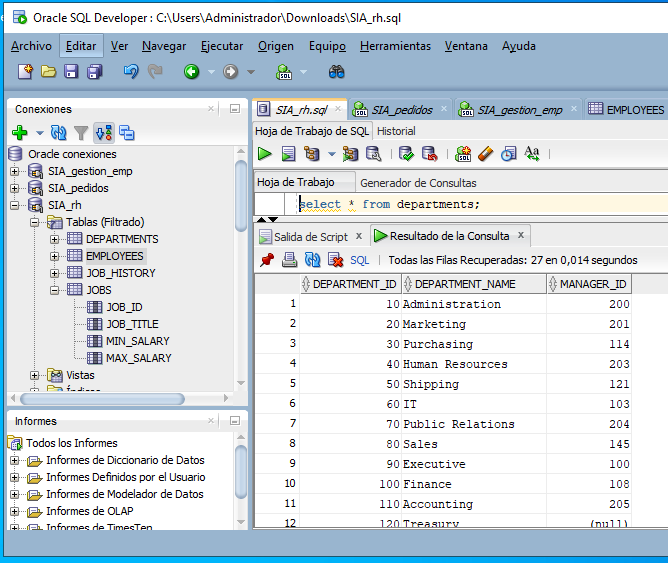 Oracle SQL Developer : C:\Users\Administrador\Downloads\SIA_rh.sql
Archivo Editar Ver Navegar Ejecutar Origen Equipo Herramientas Ventana Ayuda
SQL
Conexiones
Oracle conexiones
SIA_gestion_emp
SIA_pedidos
SIA_rh
Tablas (Filtrado)
DEPARTMENTS
EMPLOYEES
JOB_HISTORY
JOBS
JOB_ID
JOB_TITLE
MIN_SALARY
MAX_SALARY
Vistas
Índices
Informes
Todos los Informes
Informes de Diccionario de Datos
Informes Definidos por el Usuario
Informes de Modelador de Datos
Informes de OLAP
Informes de TimesTen
SIA_rh.sql SIA_pedidos SIA_gestion_emp EMPLOYEES
Hoja de Trabajo de SQL Historial
Hoja de Trabajo Generador de Consultas
select * from departments;
Salida de Script x Resultado de la Consulta x
SQL | Todas las Filas Recuperadas: 27 en 0,014 segundos
DEPARTMENT_ID DEPARTMENT_NAME MANAGER_ID
1 10 Administration 200
2 20 Marketing 201
3 30 Purchasing 114
4 40 Human Resources 203
5 50 Shipping 121
6 60 IT 103
7 70 Public Relations 204
8 80 Sales 145
9 90 Executive 100
10 100 Finance 108
11 110 Accounting 205
12 120 Treasury (null)